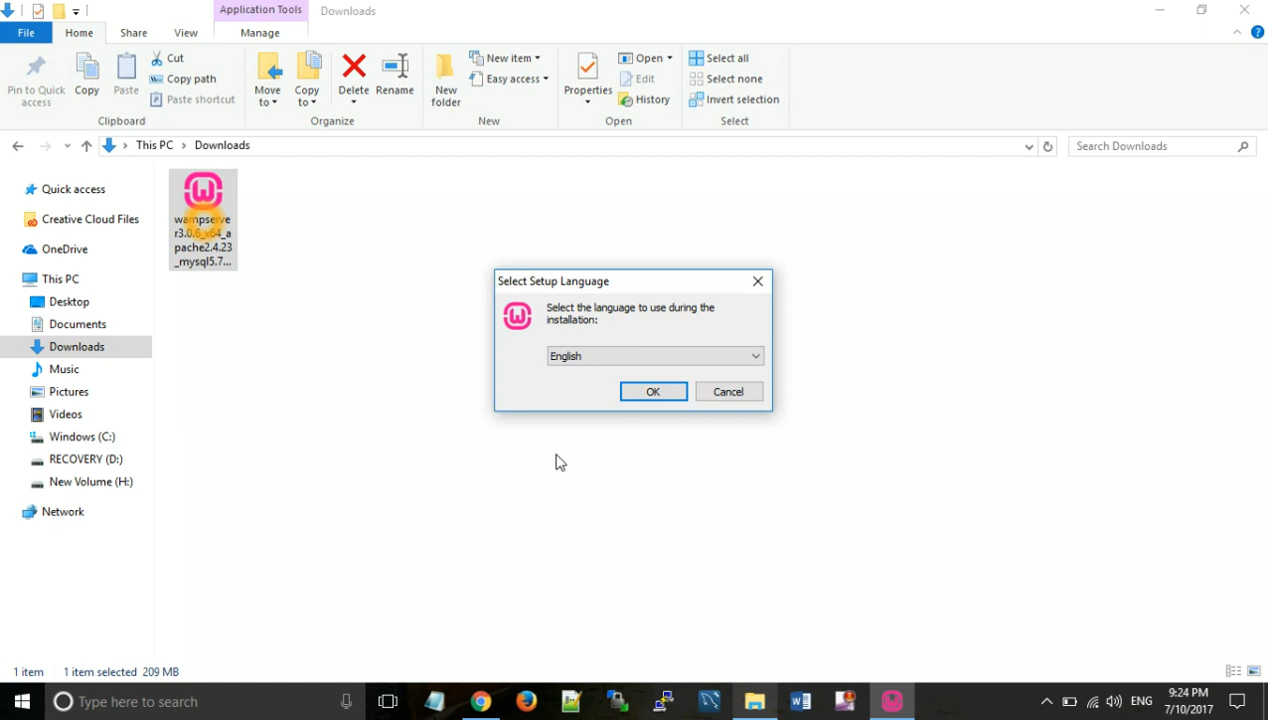 Application Tools
Downloads
File
Home
Share
View
Manage
Pin to Quick
access
Copy
Paste
Cut
Copy path
Paste shortcut
Clipboard
Move
to
Copy
to
Delete
Rename
Organize
New
folder
New item
Easy access
New
Properties
Open
Edit
History
Open
Select all
Select none
Invert selection
Select
This PC
Downloads
Search Downloads
Quick access
Creative Cloud Files
OneDrive
This PC
Desktop
Documents
Downloads
Music
Pictures
Videos
Windows (C:)
RECOVERY (D:)
New Volume (H:)
Network
wampserve
r3.0.6_x64_a
pache2.4.23
_mysql5.7...
Select Setup Language
Select the language to use during the
installation:
English
OK
Cancel
1 item
1 item selected 209 MB
Type here to search
ENG
9:24 PM
7/10/2017